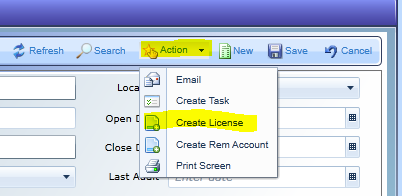 Refresh Search Action New Save Cancel
Email
Create Task
Create License
Create Rem Account
Print Screen
Open
Close
Last Audit Enter date